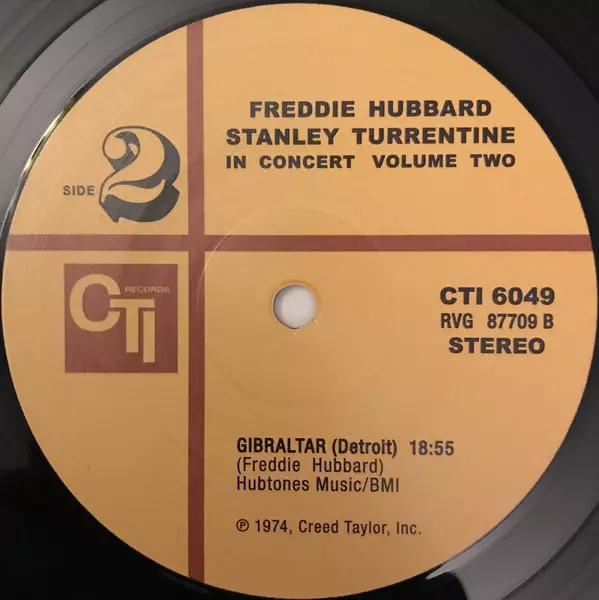 FREDDIE HUBBARD
STANLEY TURRENTINE
IN CONCERT VOLUME TWO
SIDE 2
CTI RECORDS
CTI 6049
RVG 87709 B
STEREO
GIBRALTAR (Detroit) 18:55
(Freddie Hubbard)
Hubtones Music/BMI
℗ 1974, Creed Taylor, Inc.